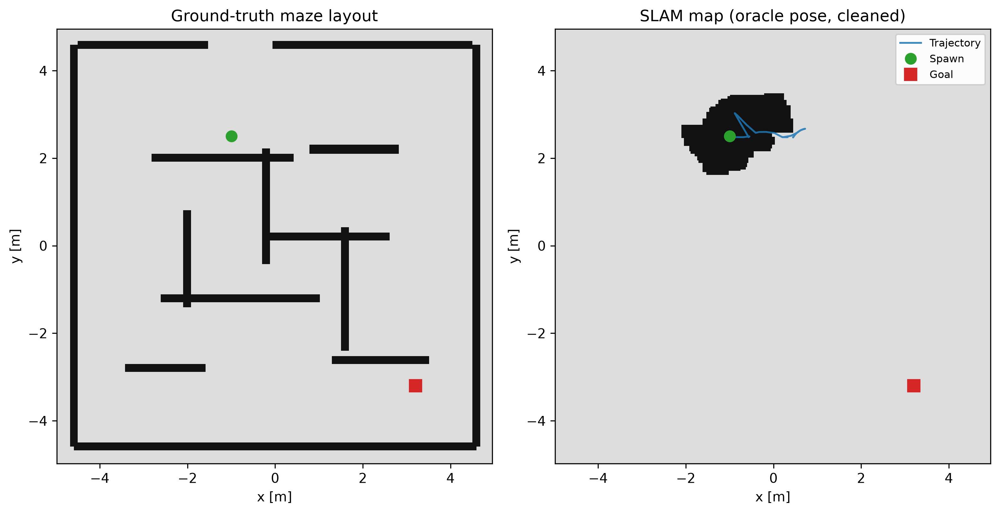 Ground-truth maze layout
SLAM map (oracle pose, cleaned)
y [m]
4
2
0
−2
−4
−4
−2
0
2
4
x [m]
Trajectory
Spawn
Goal
y [m]
4
2
0
−2
−4
−4
−2
0
2
4
x [m]